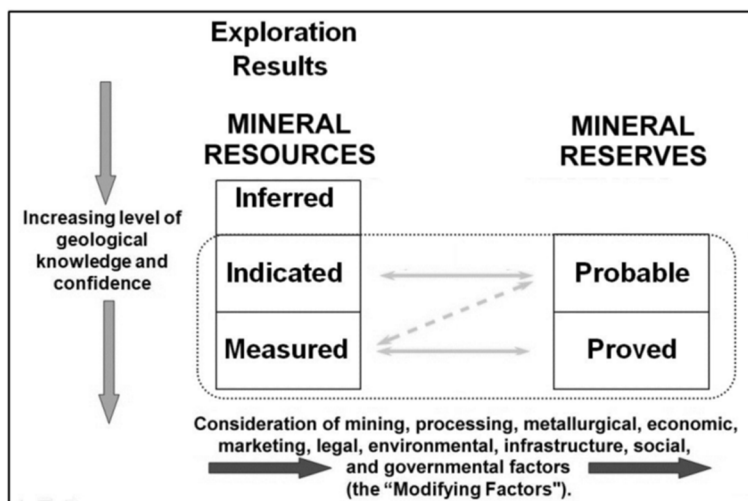 Exploration
Results
MINERAL
RESOURCES
MINERAL
RESERVES
Inferred
Increasing level of
geological
knowledge and
confidence
Indicated
Probable
Measured
Proved
Consideration of mining, processing, metallurgical, economic,
marketing, legal, environmental, infrastructure, social,
and governmental factors
(the “Modifying Factors").